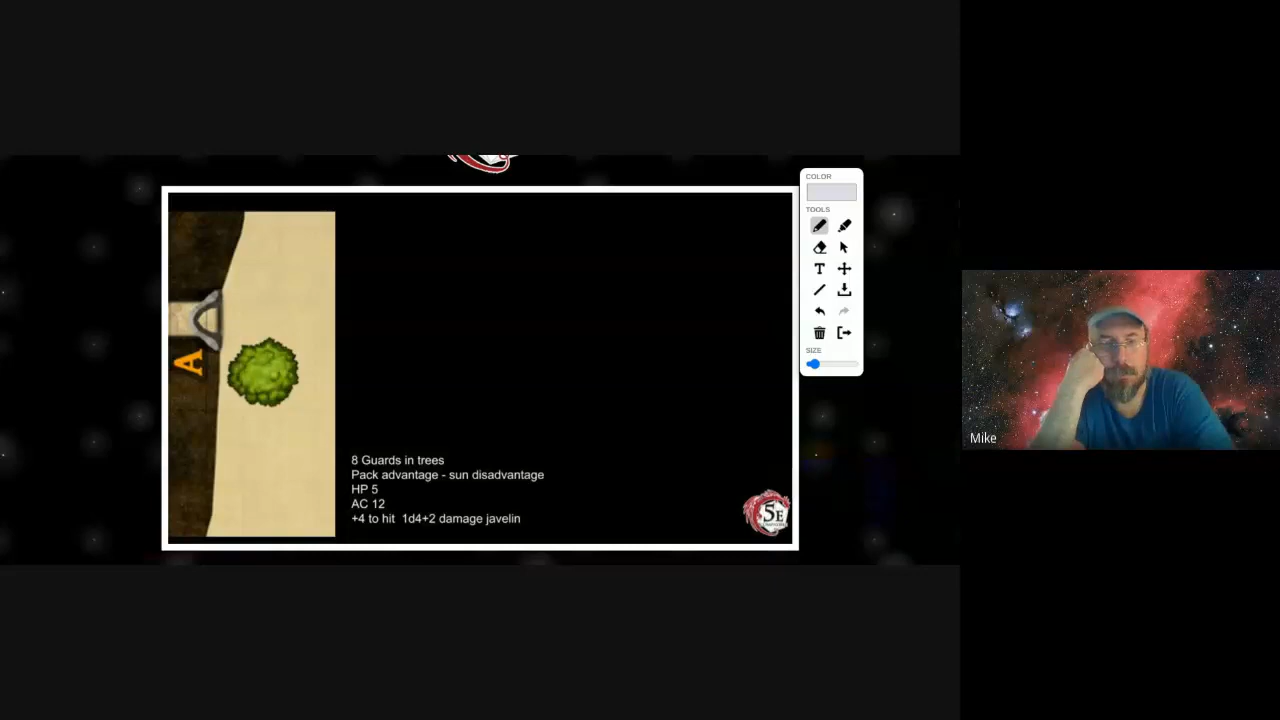 COLOR
TOOLS
SIZE
A
8 Guards in trees
Pack advantage - sun disadvantage
HP 5
AC 12
+4 to hit 1d4+2 damage javelin
5E
Mike